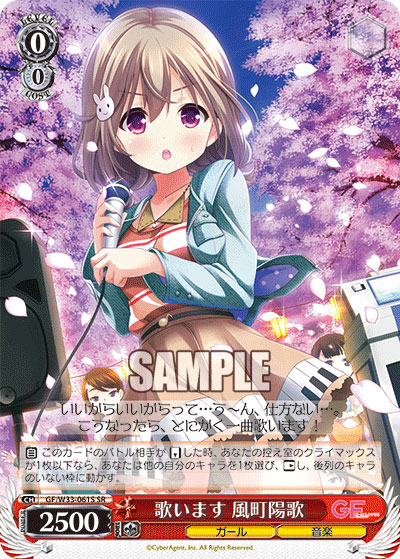 LEVEL
0
0
COST
SAMPLE
いいからいいからって…う〜ん、仕方ない…。
こうなったら、とにかく一曲歌います!
【自】 このカードのバトル相手が【リバース】した時、あなたの控え室のクライマックス
が1枚以下なら、あなたは他の自分のキャラを1枚選び、【レスト】し、後列のキャラ
のいない枠に動かす。
CH GF/W33-061S SR
2500
歌います 風町陽歌
ガール 音楽
GF
©CyberAgent, Inc. All Rights Reserved.